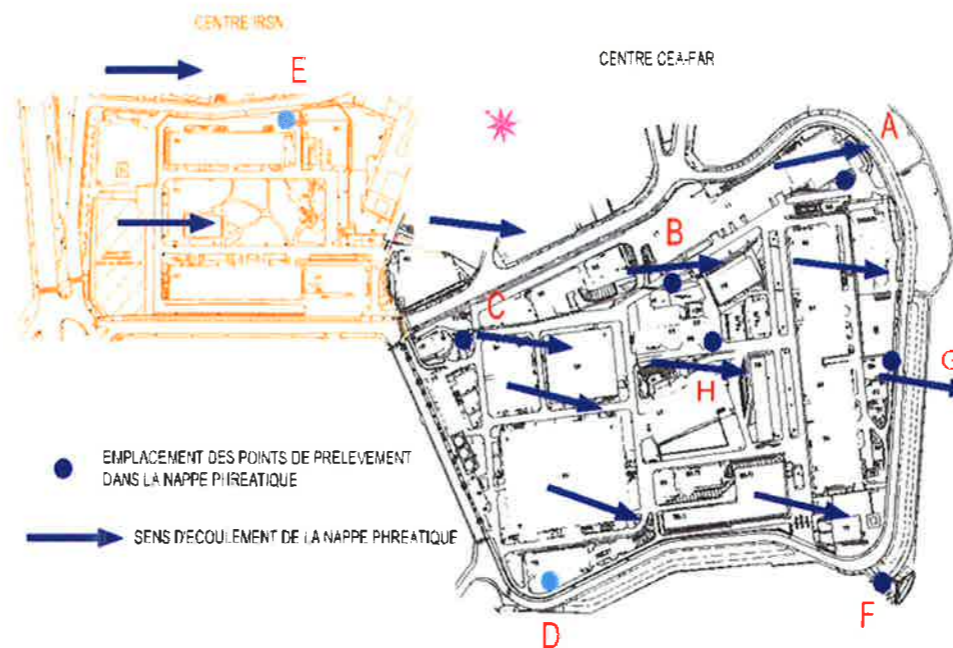 CENTRE IRSN
CENTRE CEA-FAR
E
A
B
C
G
H
EMPLACEMENT DES POINTS DE PRELEVEMENT
DANS LA NAPPE PHREATIQUE
SENS D'ECOULEMENT DE LA NAPPE PHREATIQUE
D
F